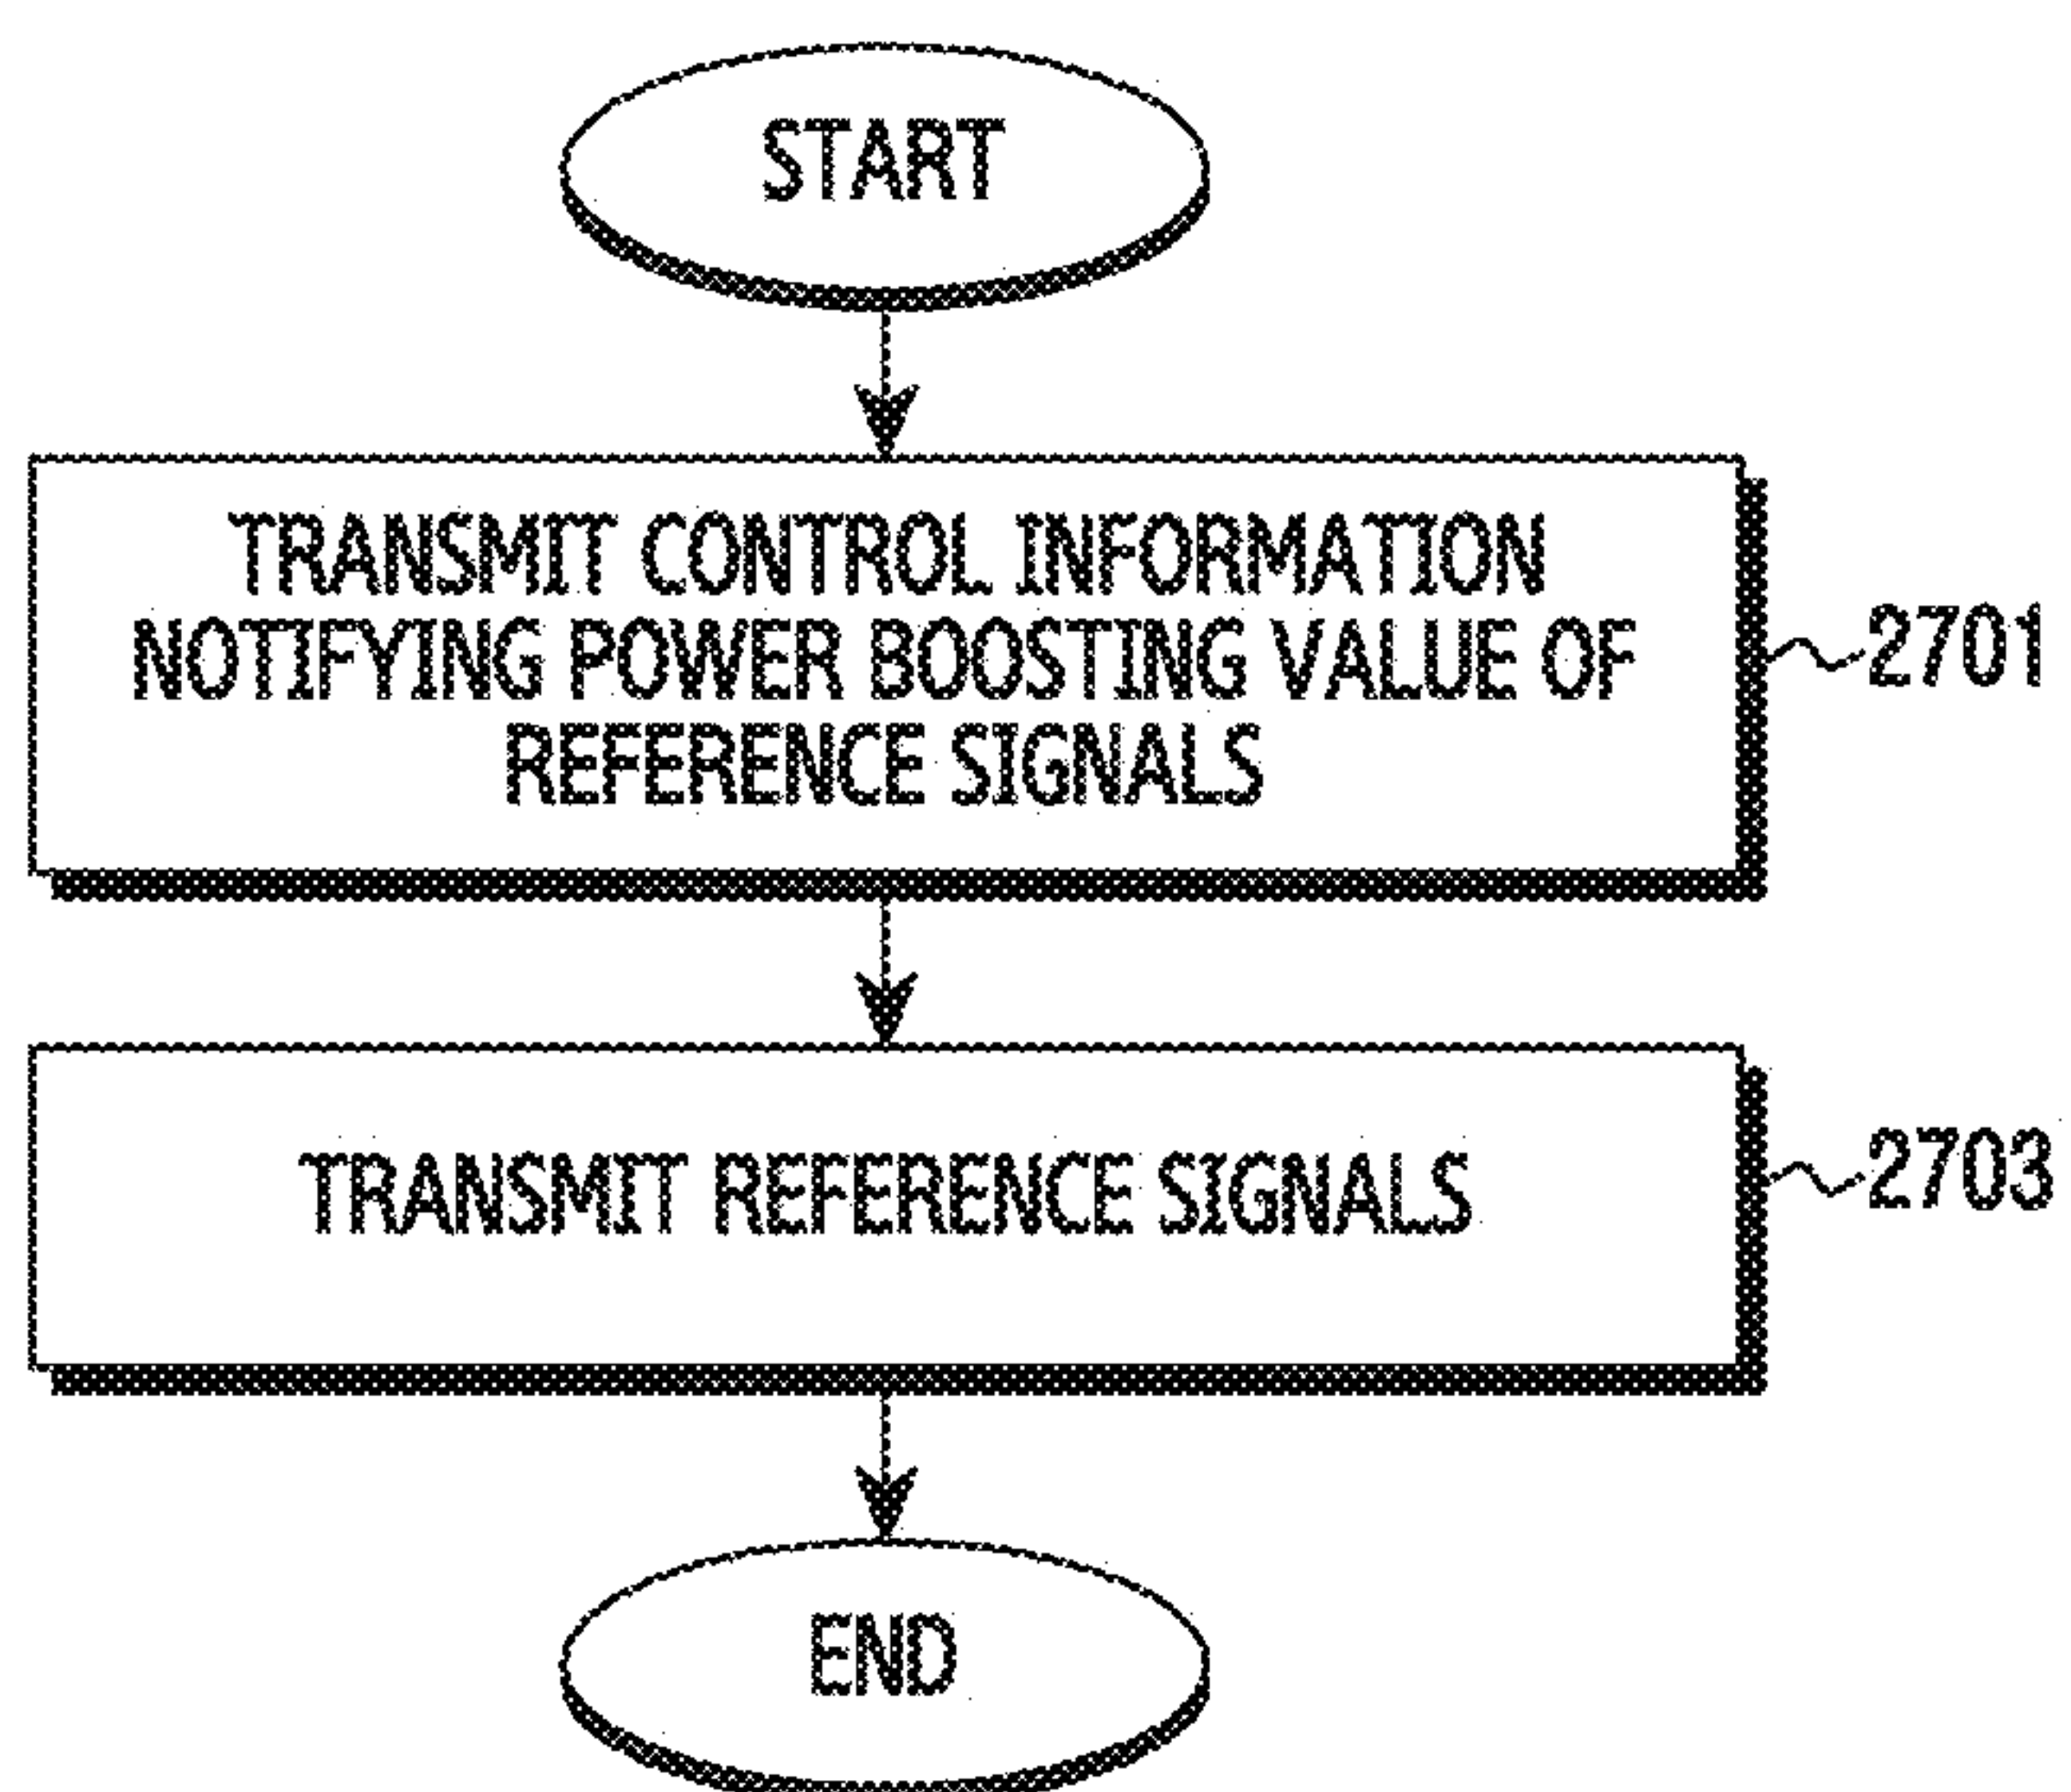 START
TRANSMIT CONTROL INFORMATION
NOTIFYING POWER BOOSTING VALUE OF
REFERENCE SIGNALS
2701
TRANSMIT REFERENCE SIGNALS
2703
END